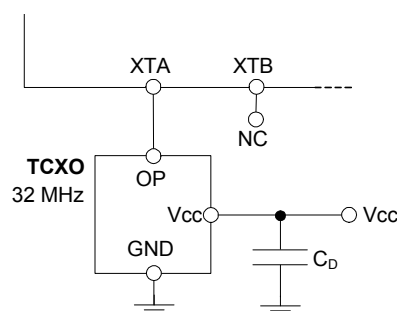 XTA XTB
NC
TCXO
32 MHz
OP
Vcc Vcc
GND
CD